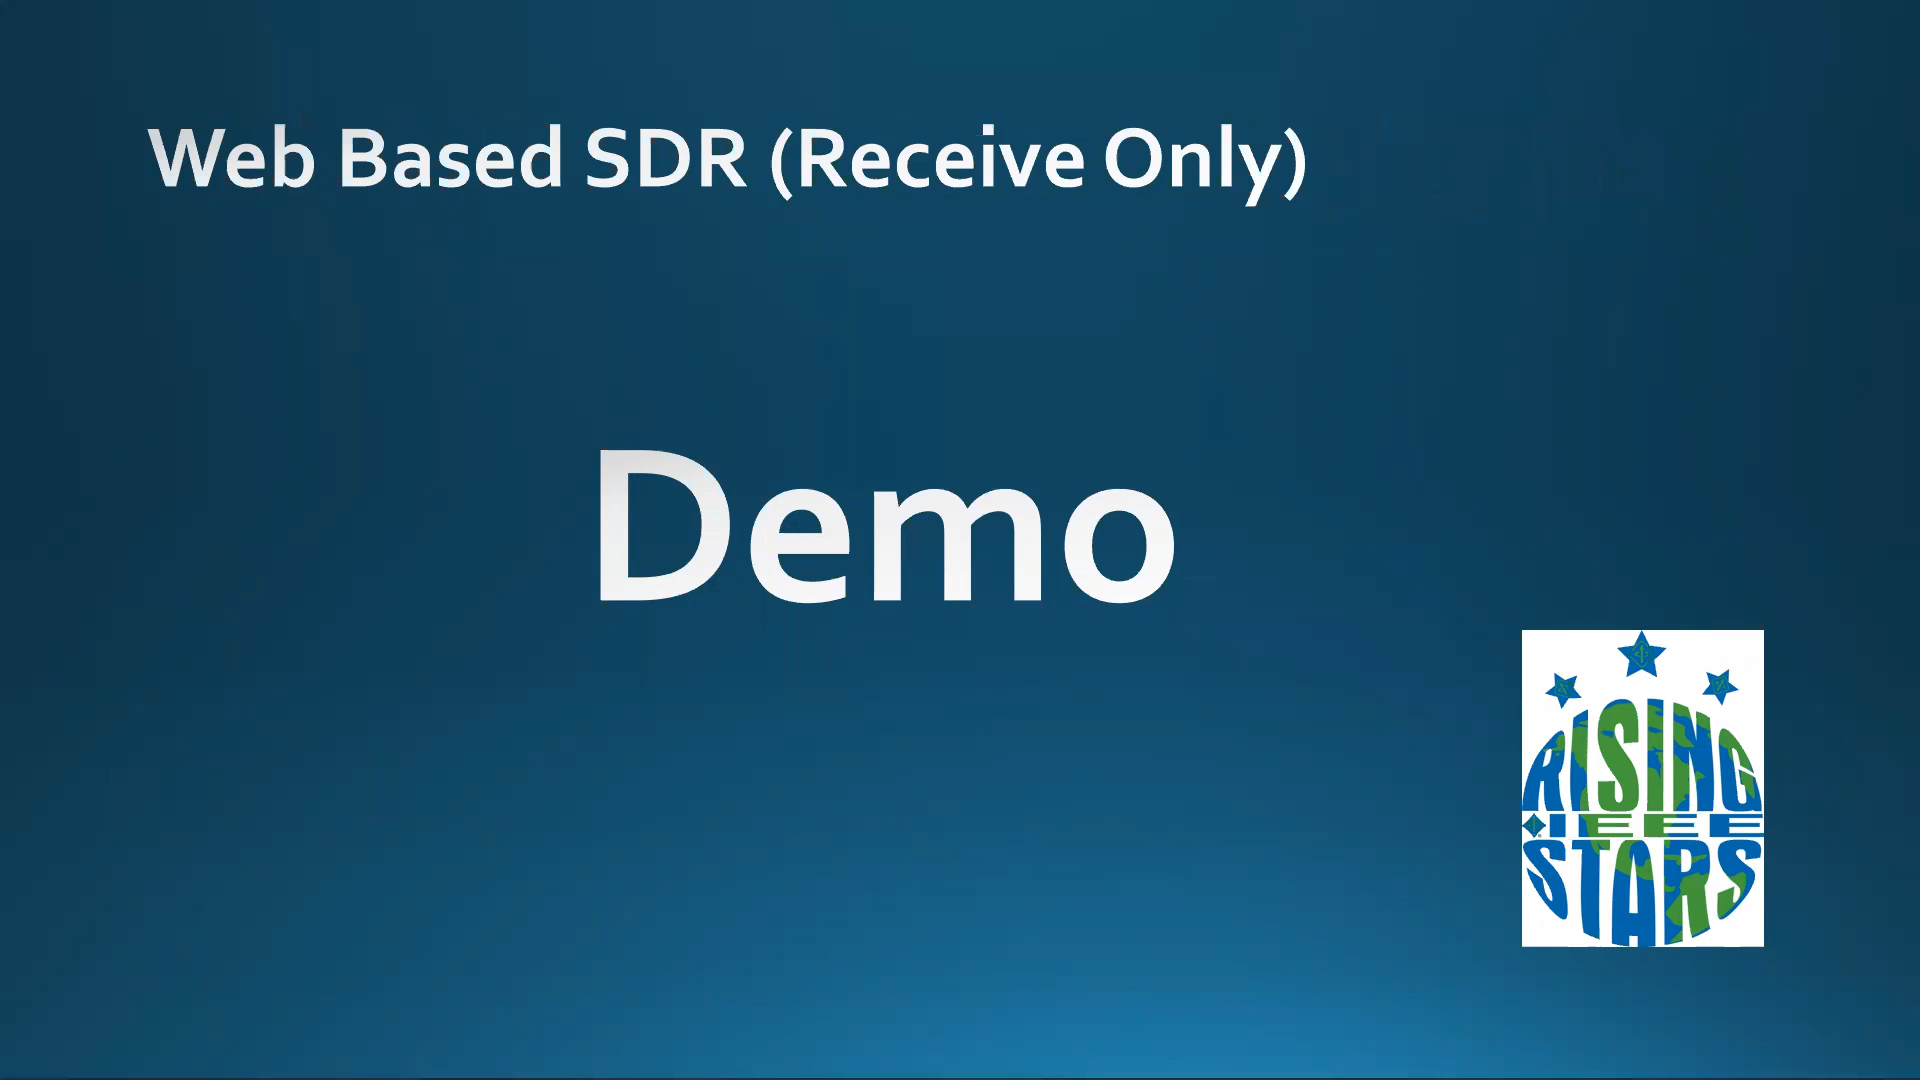 Web Based SDR (Receive Only)
Demo
RISING
IEEE
STARS